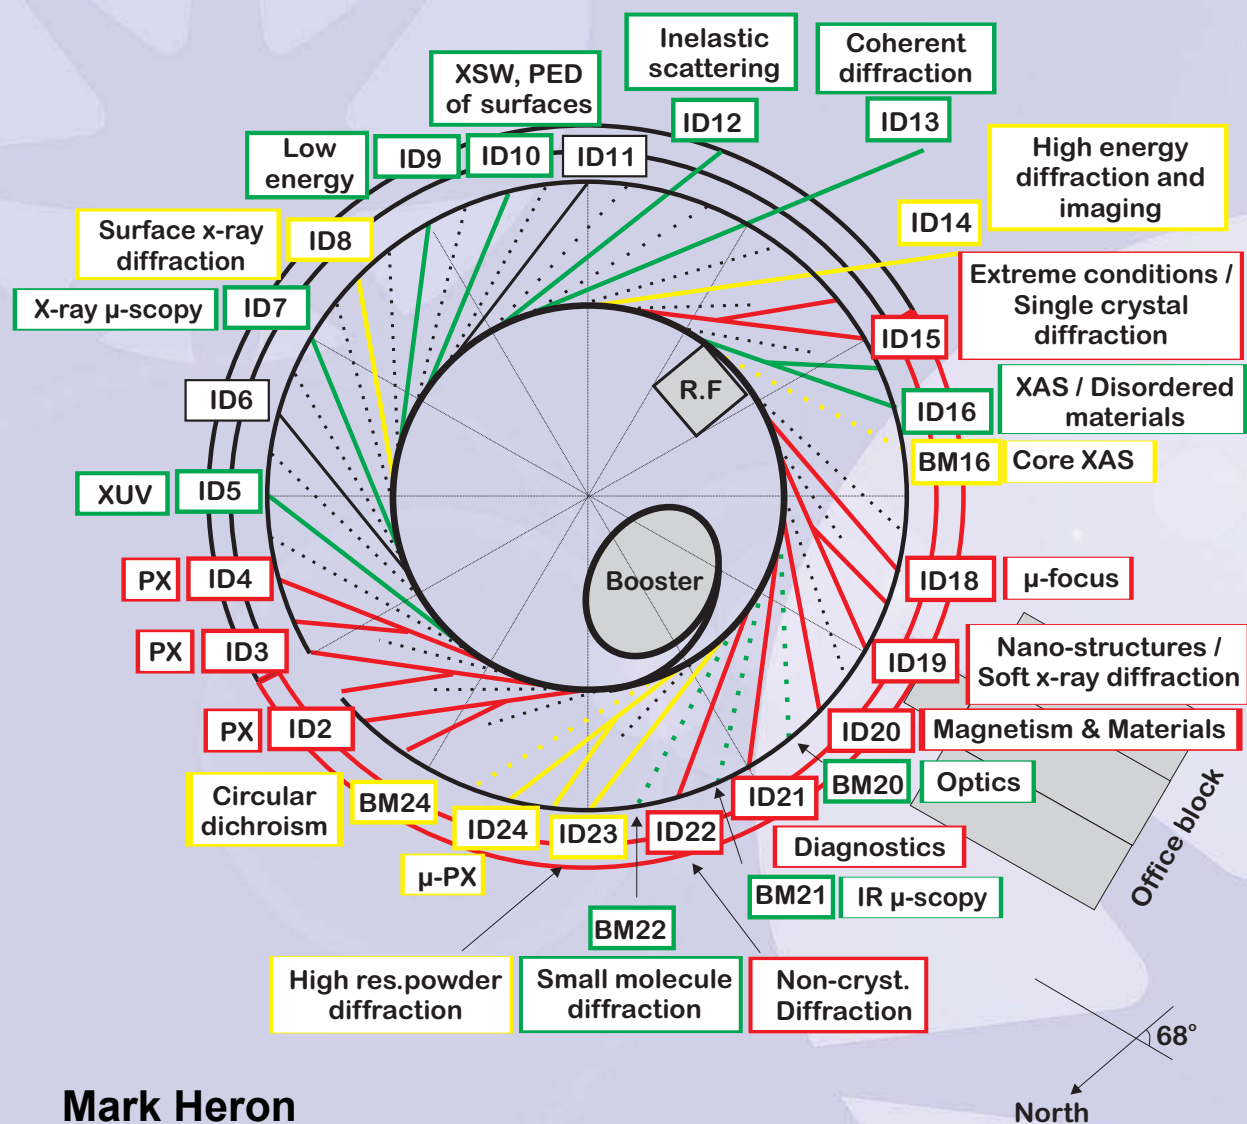 Inelastic
scattering
Coherent
diffraction
XSW, PED
of surfaces
ID12
ID13
Low
energy
ID9
ID10
ID11
High energy
diffraction and
imaging
Surface x-ray
diffraction
ID8
ID14
X-ray µ-scopy
ID7
Extreme conditions /
Single crystal
diffraction
ID15
ID6
R.F
ID16
XAS / Disordered
materials
BM16
Core XAS
XUV
ID5
PX
ID4
Booster
ID18
µ-focus
PX
ID3
ID19
Nano-structures /
Soft x-ray diffraction
PX
ID2
ID20
Magnetism & Materials
Circular
dichroism
BM24
ID21
BM20
Optics
ID24
ID23
ID22
Diagnostics
Office block
µ-PX
BM21
IR µ-scopy
BM22
High res.powder
diffraction
Small molecule
diffraction
Non-cryst.
Diffraction
68°
North
Mark Heron